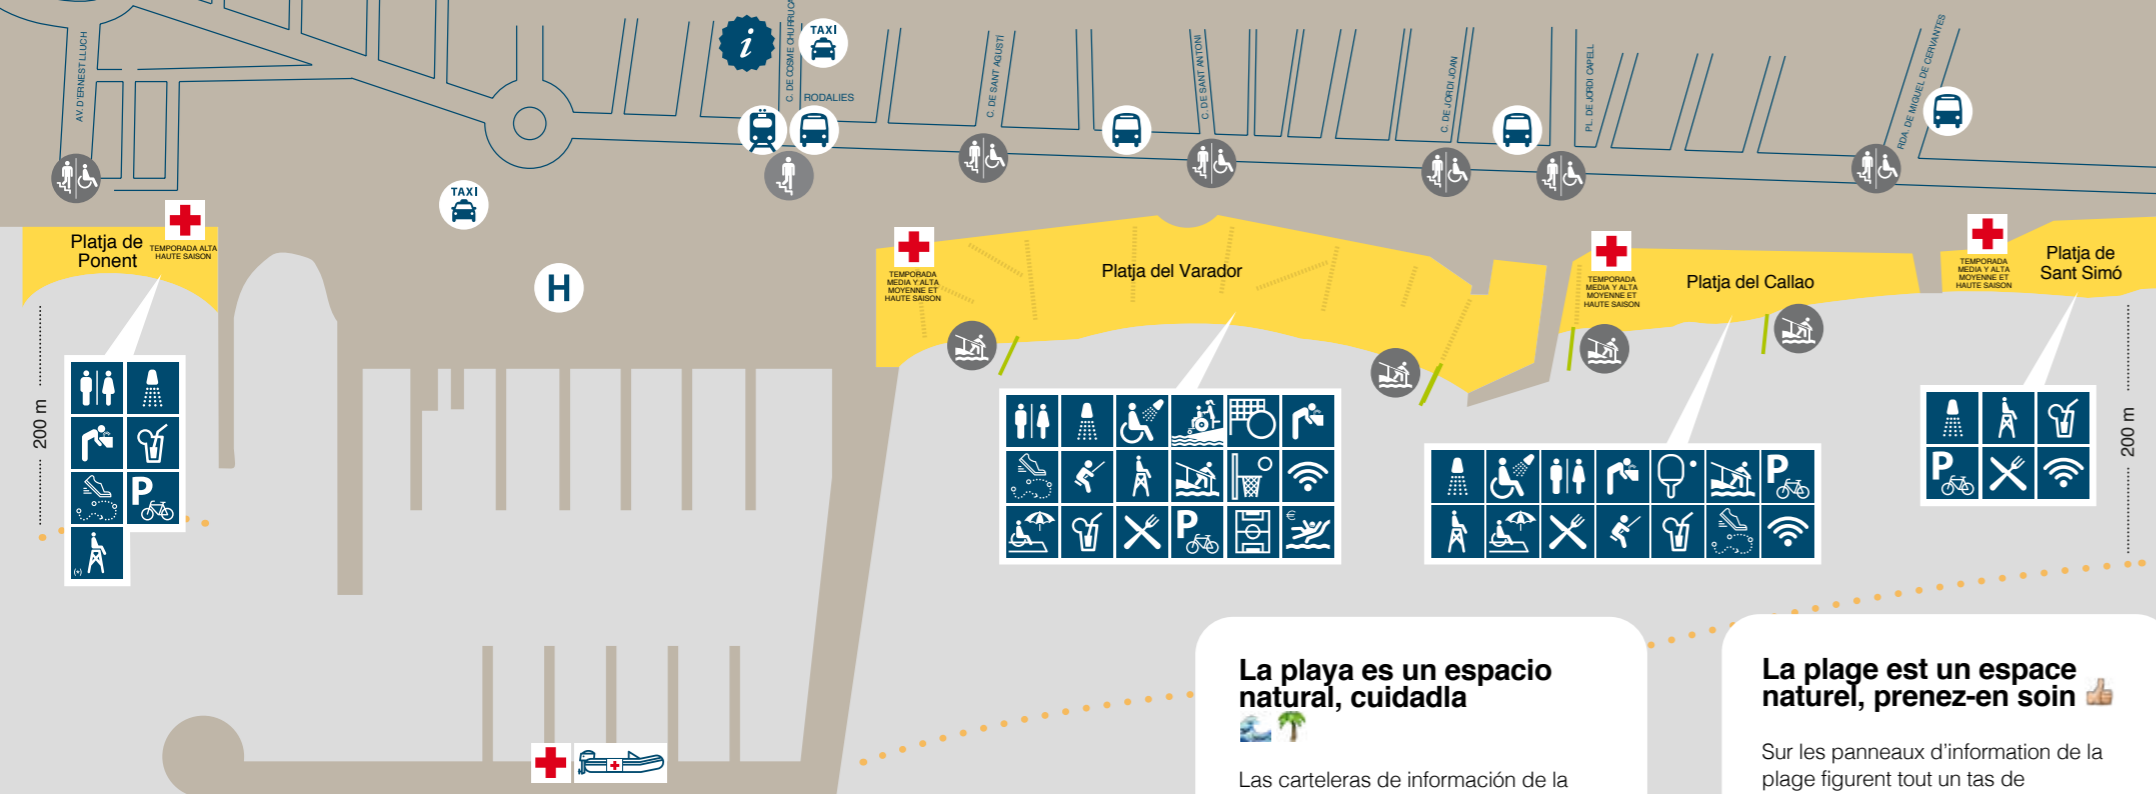 AV. D'ERNEST LLUCH
C. DE COSME CHURRUCA
TAXI
RODALIES
C. DE SANT AGUSTÍ
C. DE SANT ANTONI
C. DE JORDI JOAN
PL. DE JORDI CAPELL
RDA. DE MIGUEL DE CERVANTES
TAXI
Platja de
Ponent
TEMPORADA ALTA
HAUTE SAISON
H
TEMPORADA
MEDIA Y ALTA
MOYENNE ET
HAUTE SAISON
Platja del Varador
TEMPORADA
MEDIA Y ALTA
MOYENNE ET
HAUTE SAISON
Platja del Callao
TEMPORADA
MEDIA Y ALTA
MOYENNE ET
HAUTE SAISON
Platja de
Sant Simó
200 m
P
(*)
P
€
P
P
200 m
La playa es un espacio
natural, cuidadla
Las carteleras de información de la
La plage est un espace
naturel, prenez-en soin
Sur les panneaux d'information de la
plage figurent tout un tas de